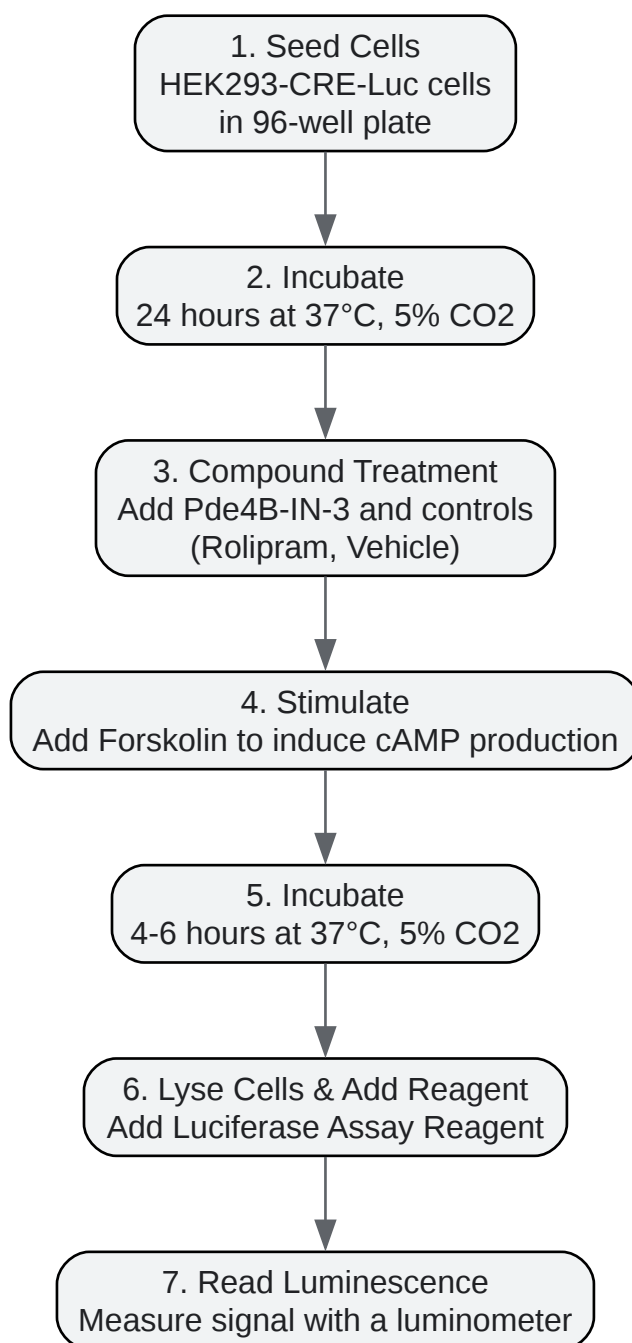 1. Seed Cells
HEK293-CRE-Luc cells
in 96-well plate
2. Incubate
24 hours at 37°C, 5% CO2
3. Compound Treatment
Add Pde4B-IN-3 and controls
(Rolipram, Vehicle)
4. Stimulate
Add Forskolin to induce cAMP production
5. Incubate
4-6 hours at 37°C, 5% CO2
6. Lyse Cells & Add Reagent
Add Luciferase Assay Reagent
7. Read Luminescence
Measure signal with a luminometer